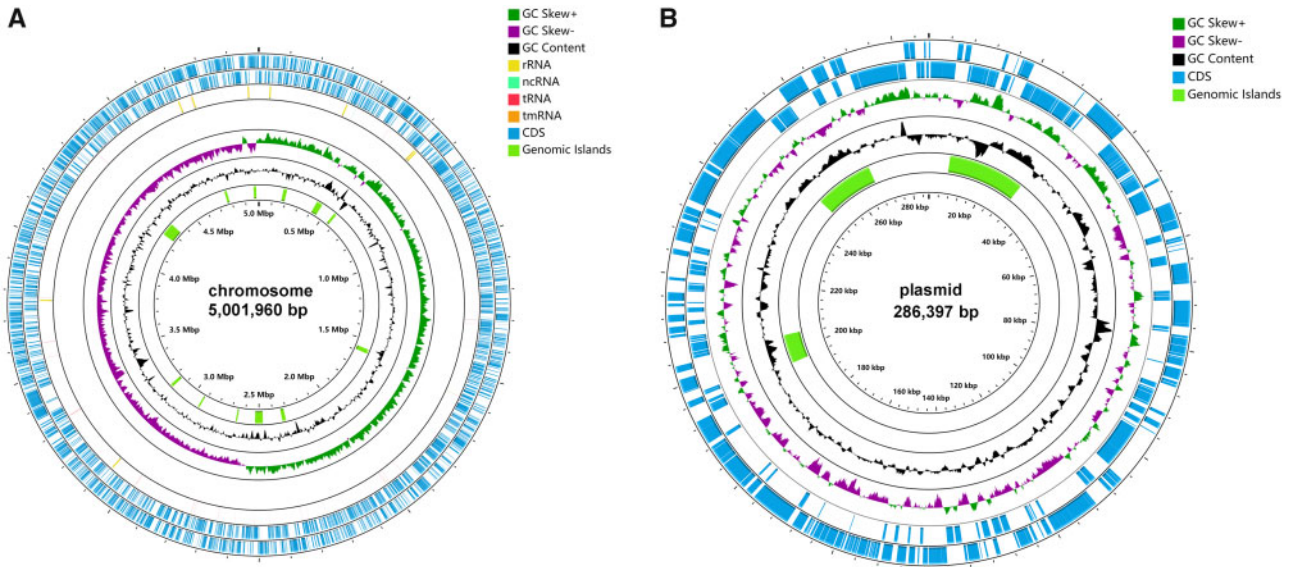 A
GC Skew+
GC Skew-
GC Content
rRNA
ncRNA
tRNA
tmRNA
CDS
Genomic Islands
5.0 Mbp
0.5 Mbp
1.0 Mbp
1.5 Mbp
2.0 Mbp
2.5 Mbp
3.0 Mbp
3.5 Mbp
4.0 Mbp
4.5 Mbp
chromosome
5,001,960 bp
B
GC Skew+
GC Skew-
GC Content
CDS
Genomic Islands
20 kbp
40 kbp
60 kbp
80 kbp
100 kbp
120 kbp
140 kbp
160 kbp
180 kbp
200 kbp
220 kbp
240 kbp
260 kbp
280 kbp
plasmid
286,397 bp